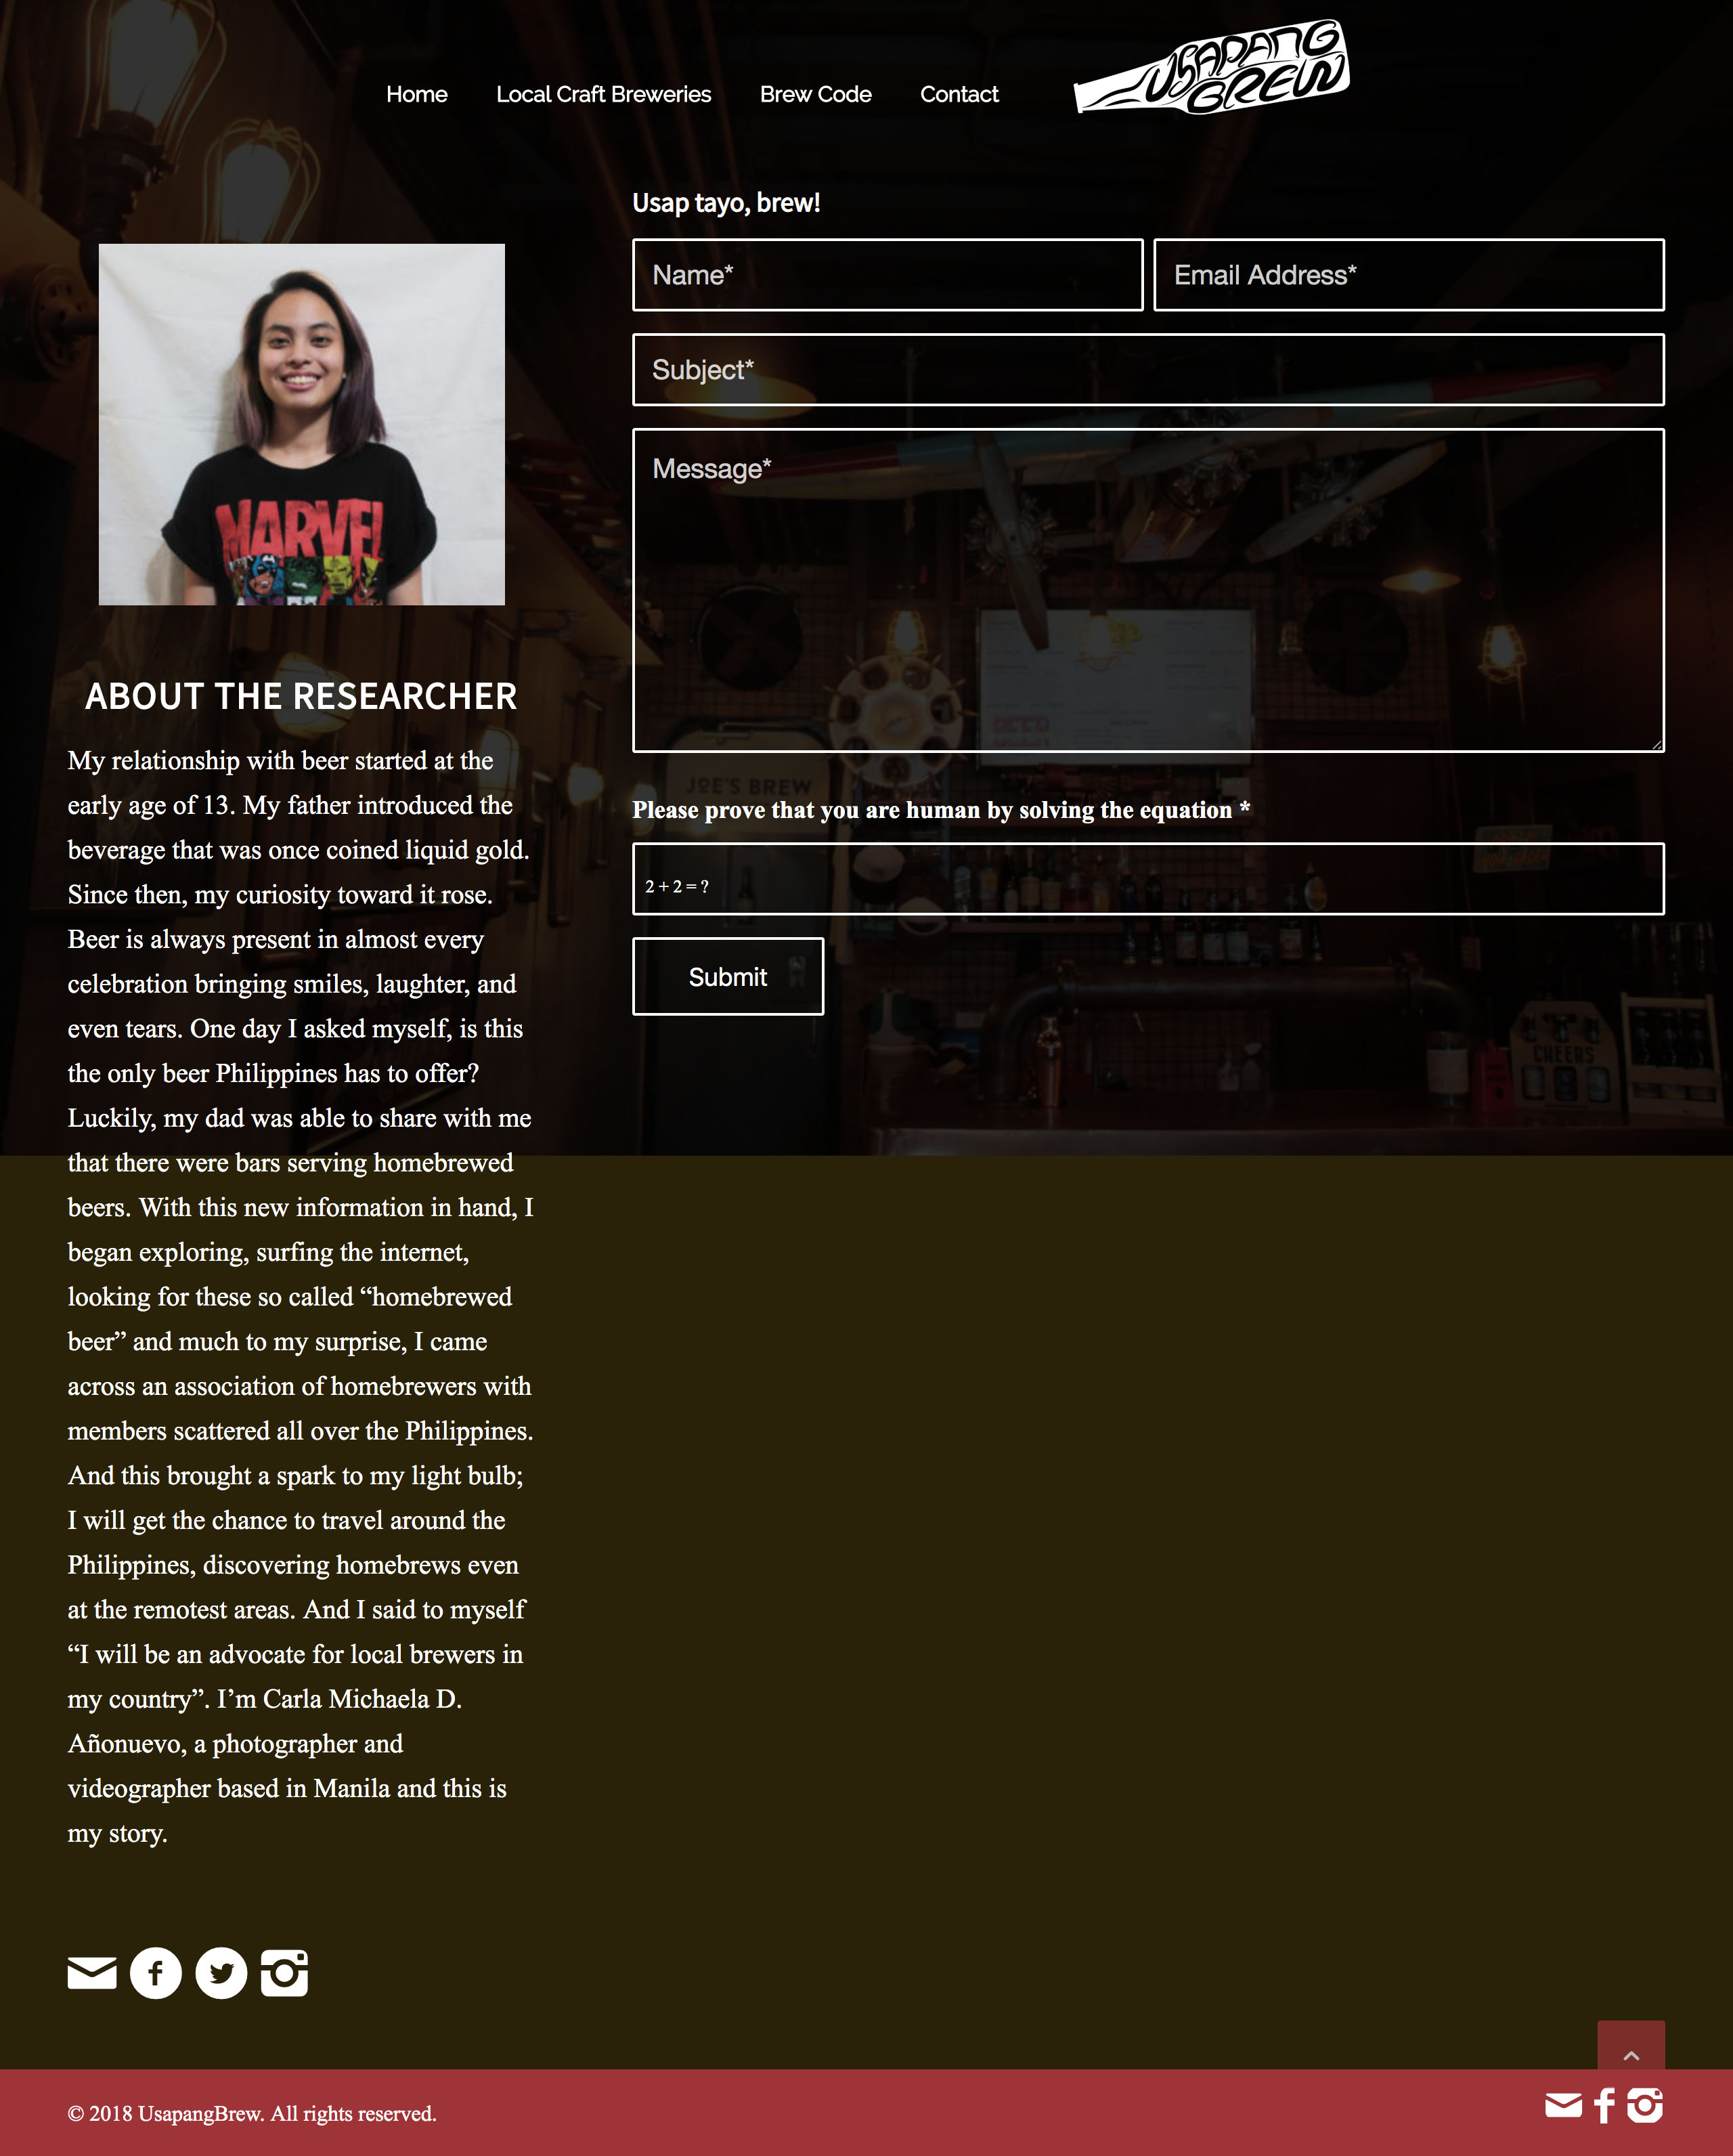 Home
Local Craft Breweries
Brew Code
Contact
USAPANG
BREW
Usap tayo, brew!
Name*
Email Address*
Subject*
Message*
MARVEL
JOE'S BREW
Please prove that you are human by solving the equation *
2 + 2 = ?
Submit
CHEERS
ABOUT THE RESEARCHER
My relationship with beer started at the
early age of 13. My father introduced the
beverage that was once coined liquid gold.
Since then, my curiosity toward it rose.
Beer is always present in almost every
celebration bringing smiles, laughter, and
even tears. One day I asked myself, is this
the only beer Philippines has to offer?
Luckily, my dad was able to share with me
that there were bars serving homebrewed
beers. With this new information in hand, I
began exploring, surfing the internet,
looking for these so called “homebrewed
beer” and much to my surprise, I came
across an association of homebrewers with
members scattered all over the Philippines.
And this brought a spark to my light bulb;
I will get the chance to travel around the
Philippines, discovering homebrews even
at the remotest areas. And I said to myself
“I will be an advocate for local brewers in
my country”. I’m Carla Michaela D.
Añonuevo, a photographer and
videographer based in Manila and this is
my story.
© 2018 UsapangBrew. All rights reserved.